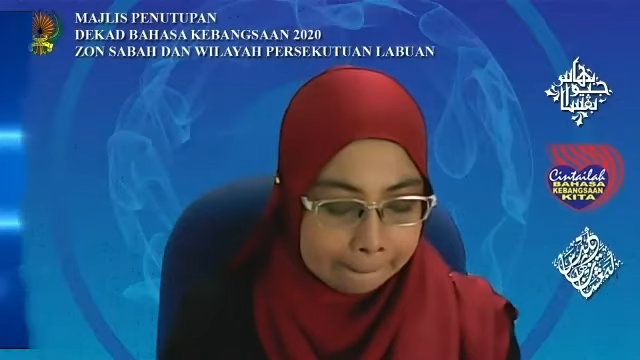 MAJLIS PENUTUPAN
DEKAD BAHASA KEBANGSAAN 2020
ZON SABAH DAN WILAYAH PERSEKUTUAN LABUAN
Cintailah
BAHASA
KEBANGSAAN
KITA